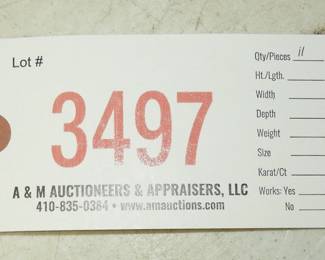 Lot #
3497
A & M AUCTIONEERS & APPRAISERS, LLC
410-835-0384 • www.amauctions.com
Qty/Pieces
Ht./Lgth.
Width
Depth
Weight
Size
Karat/Ct
Works: Yes
No